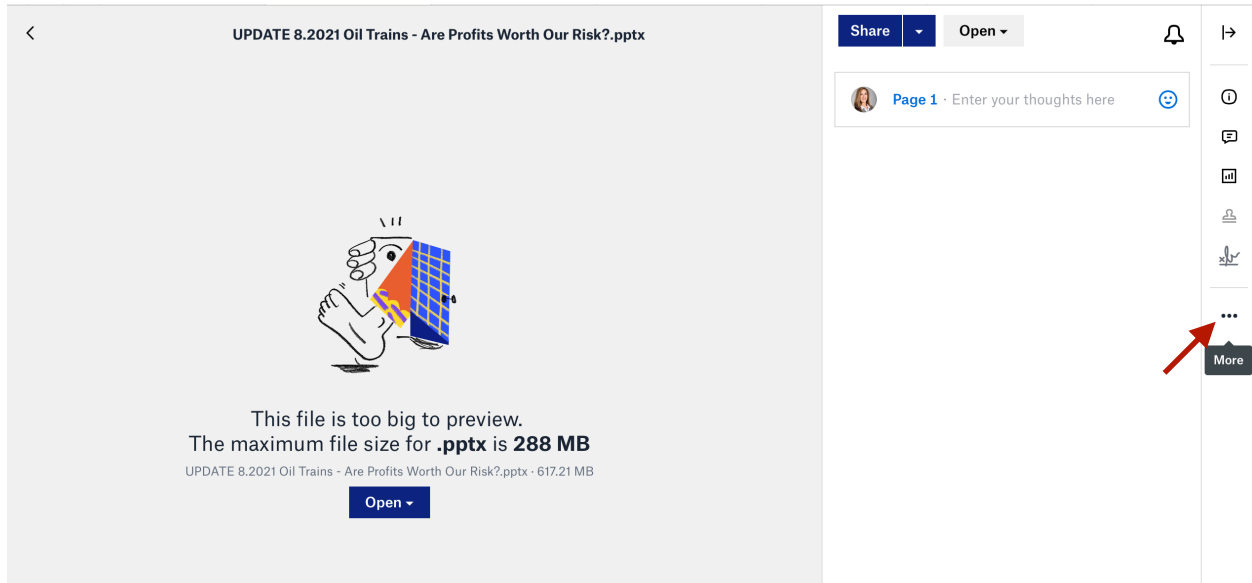 UPDATE 8.2021 Oil Trains - Are Profits Worth Our Risk?.pptx
Share
Open
Page 1 · Enter your thoughts here
More
This file is too big to preview.
The maximum file size for .pptx is 288 MB
UPDATE 8.2021 Oil Trains - Are Profits Worth Our Risk?.pptx · 617.21 MB
Open